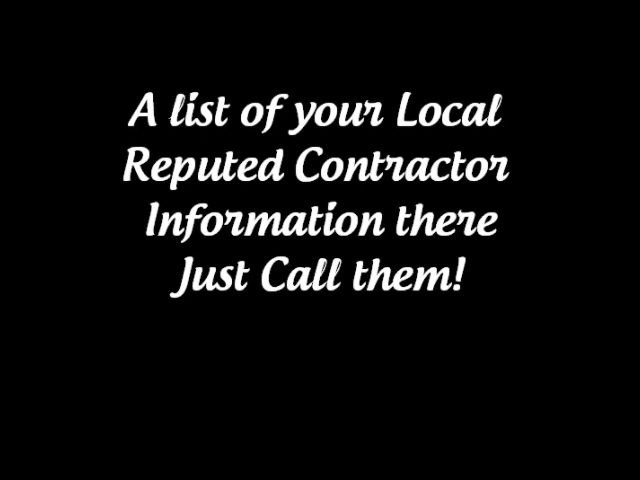 A list of your Local
Reputed Contractor
Information there
Just Call them!